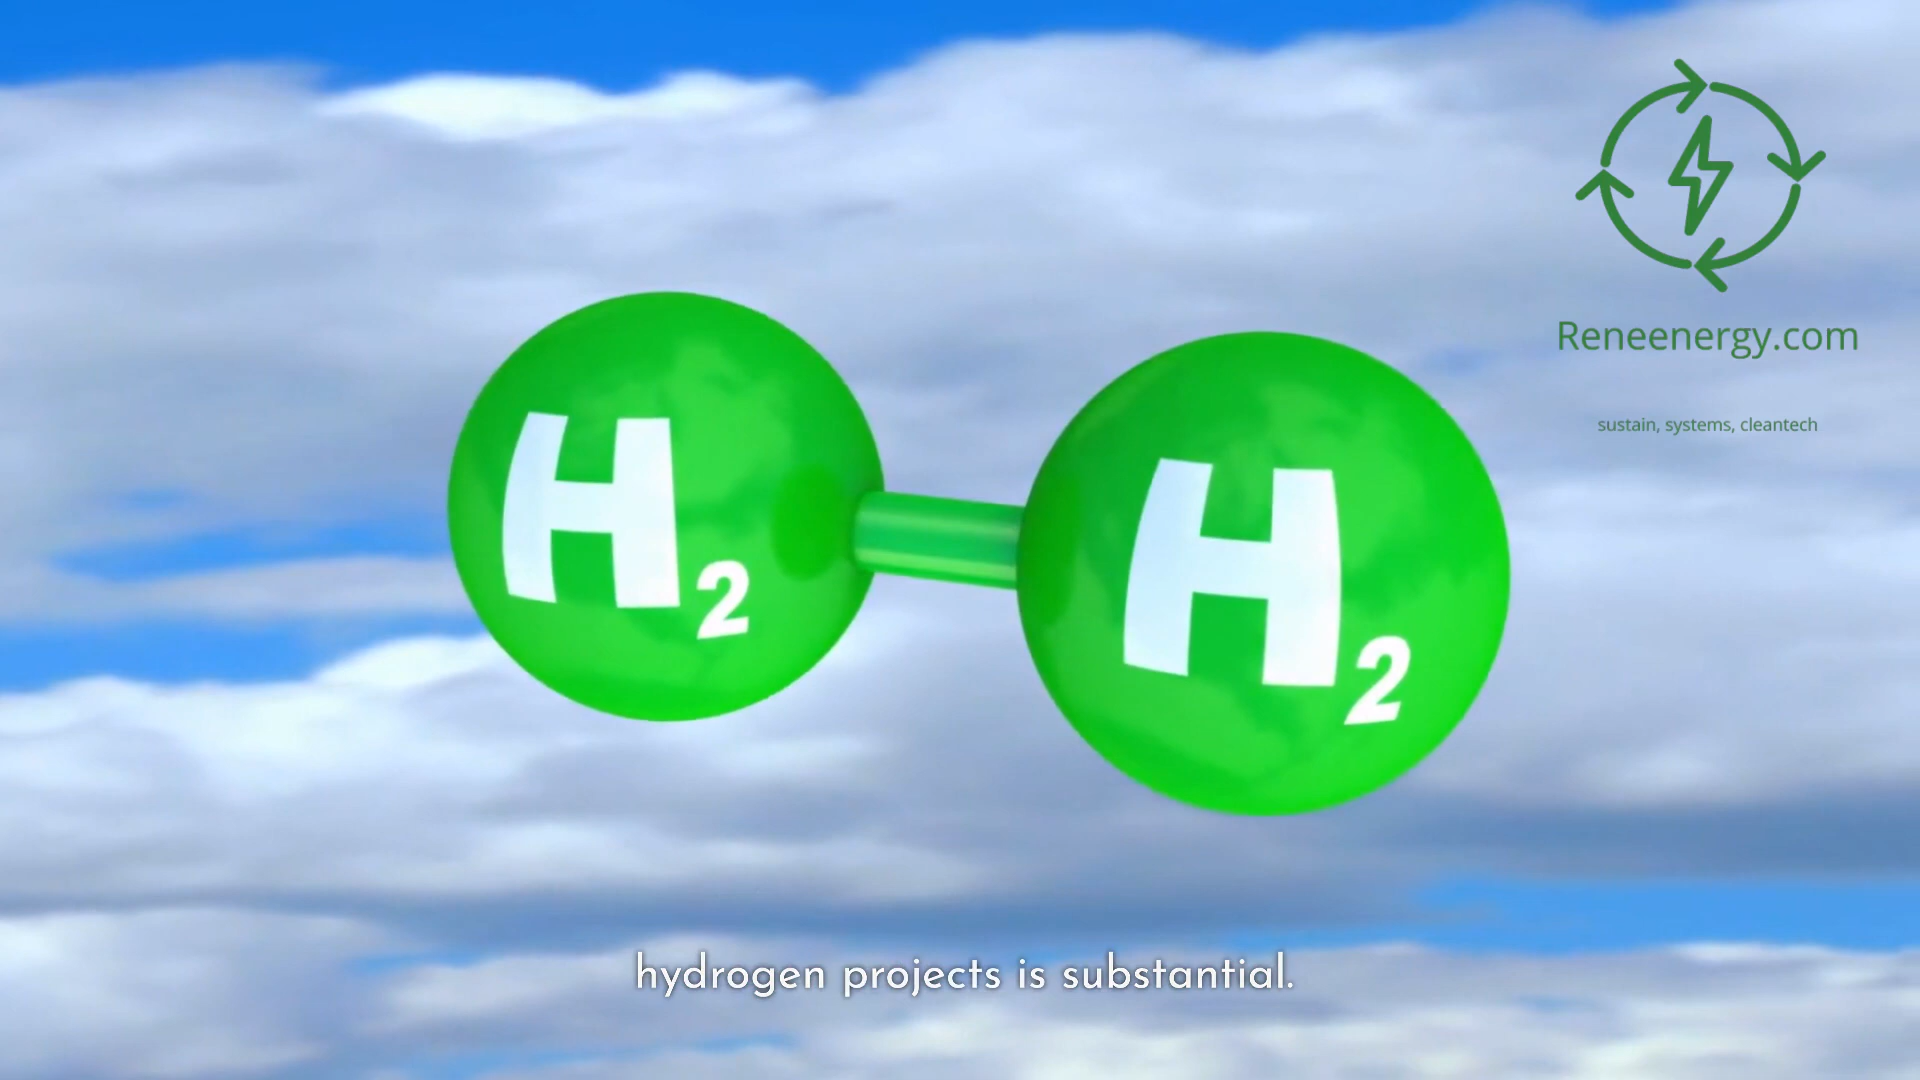 Reneenergy.com
sustain, systems, cleantech
H2
H2
hydrogen projects is substantial.